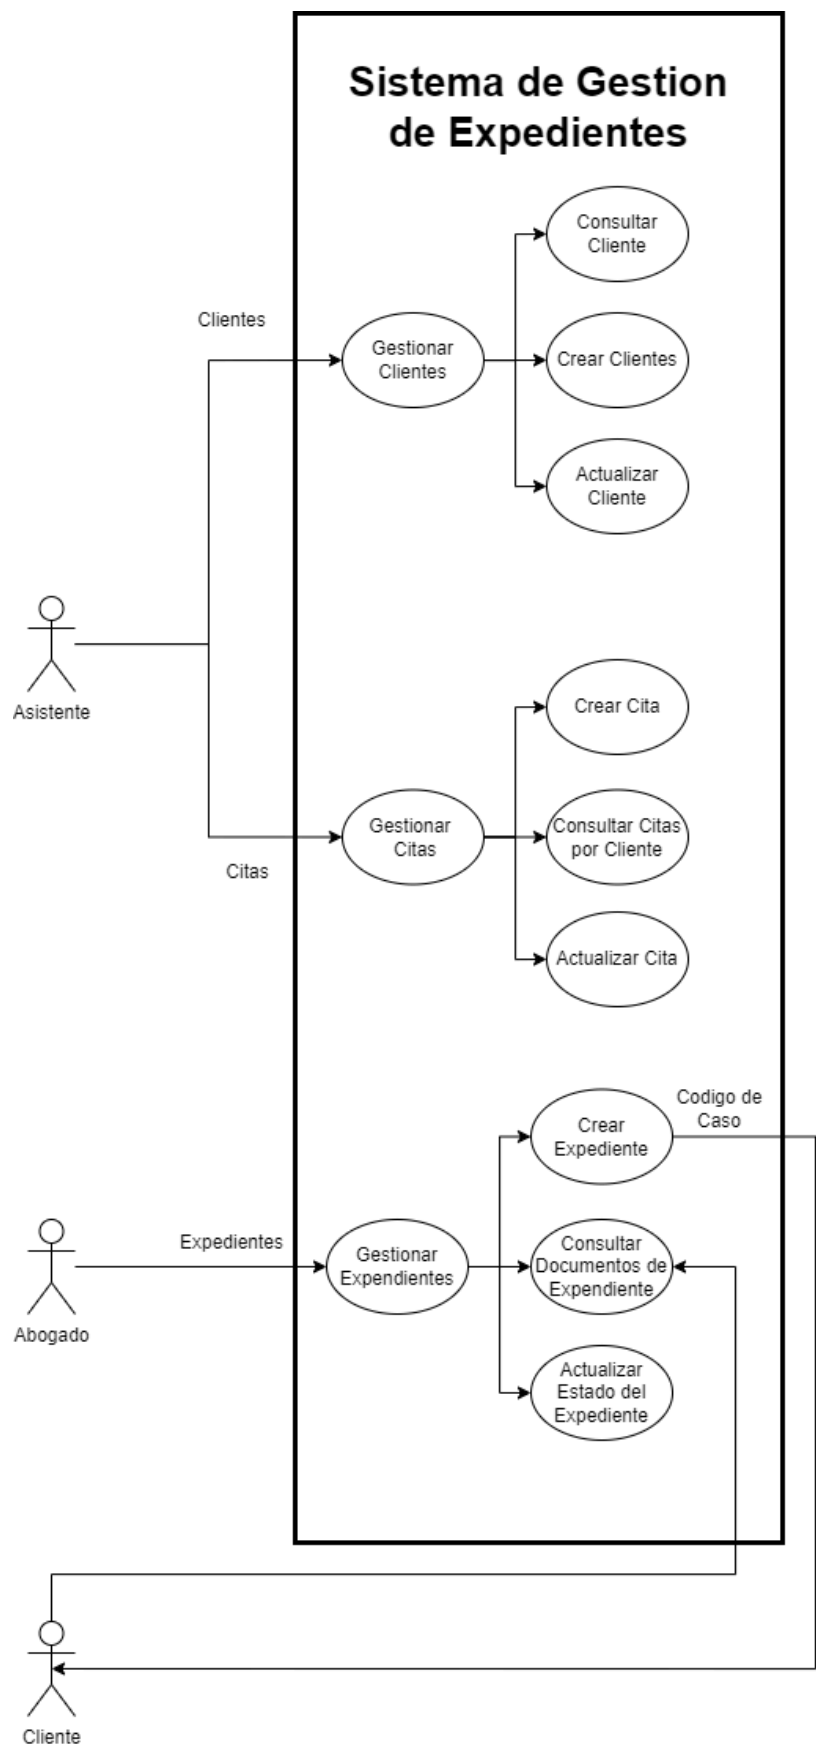 Sistema de Gestion
de Expedientes
Consultar
Cliente
Clientes
Gestionar
Clientes
Crear Clientes
Actualizar
Cliente
Asistente
Crear Cita
Gestionar
Citas
Consultar Citas
por Cliente
Citas
Actualizar Cita
Codigo de
Caso
Crear
Expediente
Expedientes
Gestionar
Expendientes
Consultar
Documentos de
Expendiente
Abogado
Actualizar
Estado del
Expediente
Cliente